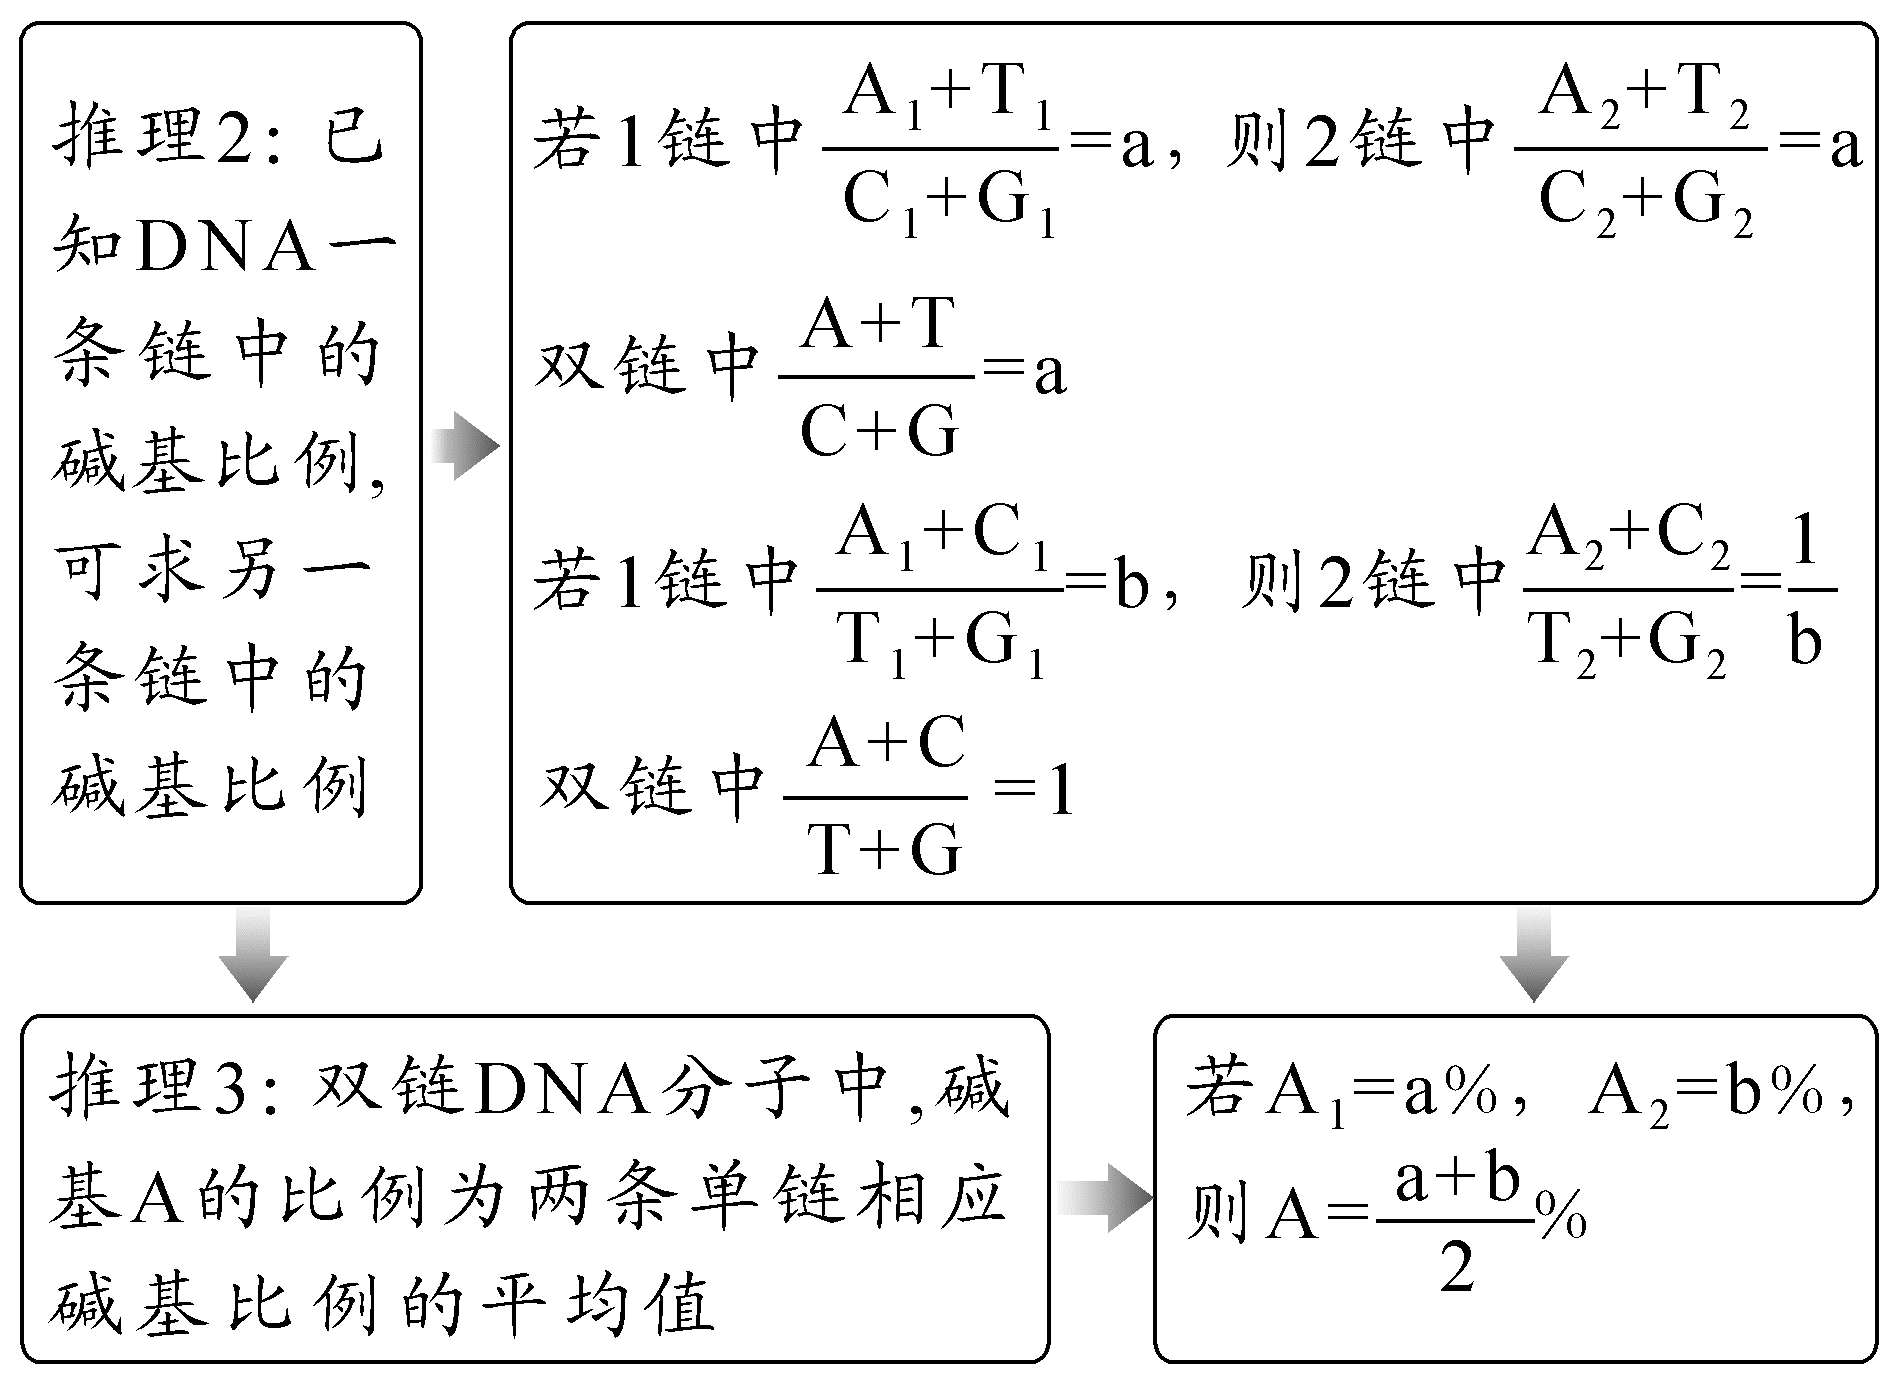 推理2：已
知DNA一
条链中的
碱基比例,
可求另一
条链中的
碱基比例
若1链中(A₁+T₁)/(C₁+G₁)=a，则2链中(A₂+T₂)/(C₂+G₂)=a
双链中(A+T)/(C+G)=a
若1链中(A₁+C₁)/(T₁+G₁)=b，则2链中(A₂+C₂)/(T₂+G₂)=1/b
双链中(A+C)/(T+G)=1
推理3：双链DNA分子中,碱
基A的比例为两条单链相应
碱基比例的平均值
若A₁=a%，A₂=b%，
则A=(a+b)/2%